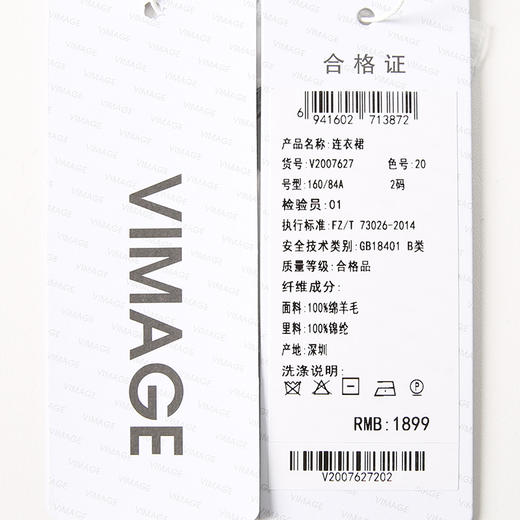 VIMAGE
合格证
6 941602 713872
产品名称:连衣裙
货号:V2007627 色号:20
号型:160/84A 2码
检验员:01
执行标准:FZ/T 73026-2014
安全技术类别:GB18401 B类
质量等级:合格品
纤维成分:
面料:100%绵羊毛
里料:100%锦纶
产地:深圳
洗涤说明:
P
RMB:1899
V2007627202